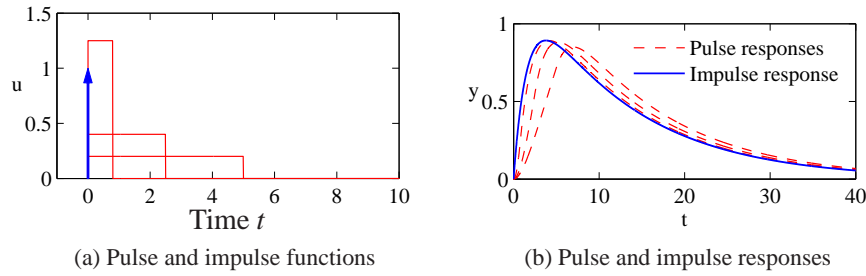 1.5
1
u
0.5
0
0 2 4 6 8 10
Time t
(a) Pulse and impulse functions
1
y
0.5
0
0 10 20 30 40
t
Pulse responses
Impulse response
(b) Pulse and impulse responses